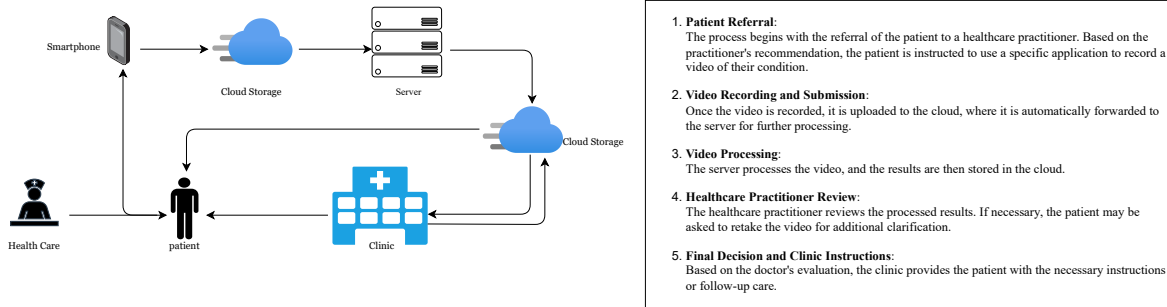 Smartphone
Cloud Storage
Server
Cloud Storage
Health Care
patient
Clinic
1. Patient Referral:
The process begins with the referral of the patient to a healthcare practitioner. Based on the
practitioner's recommendation, the patient is instructed to use a specific application to record a
video of their condition.
2. Video Recording and Submission:
Once the video is recorded, it is uploaded to the cloud, where it is automatically forwarded to
the server for further processing.
3. Video Processing:
The server processes the video, and the results are then stored in the cloud.
4. Healthcare Practitioner Review:
The healthcare practitioner reviews the processed results. If necessary, the patient may be
asked to retake the video for additional clarification.
5. Final Decision and Clinic Instructions:
Based on the doctor's evaluation, the clinic provides the patient with the necessary instructions
or follow-up care.